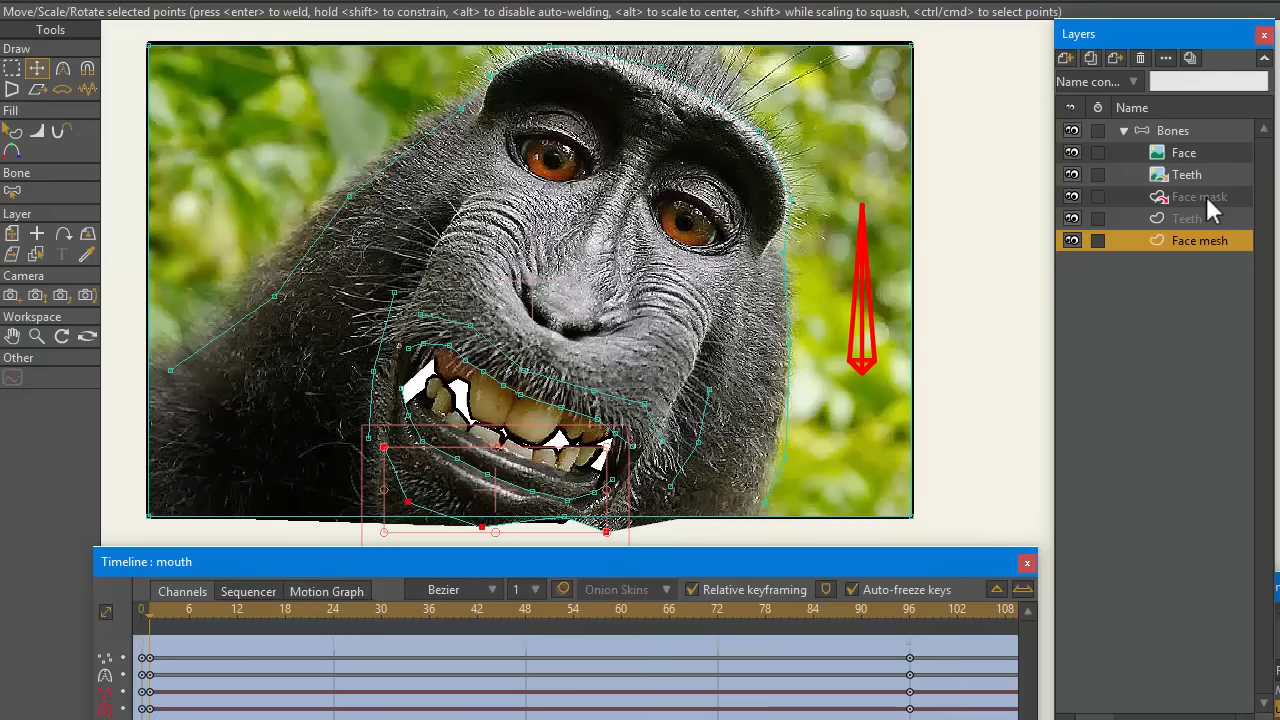 Move/Scale/Rotate selected points (press <enter> to weld, hold <shift> to constrain, <alt> to disable auto-welding, <alt> to scale to center, <shift> while scaling to squash, <ctrl/cmd> to select points)
Tools
Draw
Fill
Bone
Layer
Camera
Workspace
Other
Layers
Name con...
Name
Bones
Face
Teeth
Face mask
Teeth
Face mesh
Timeline : mouth
Channels
Sequencer
Motion Graph
Bezier
1
Onion Skins
Relative keyframing
Auto-freeze keys
0 6 12 18 24 30 36 42 48 54 60 66 72 78 84 90 96 102 108